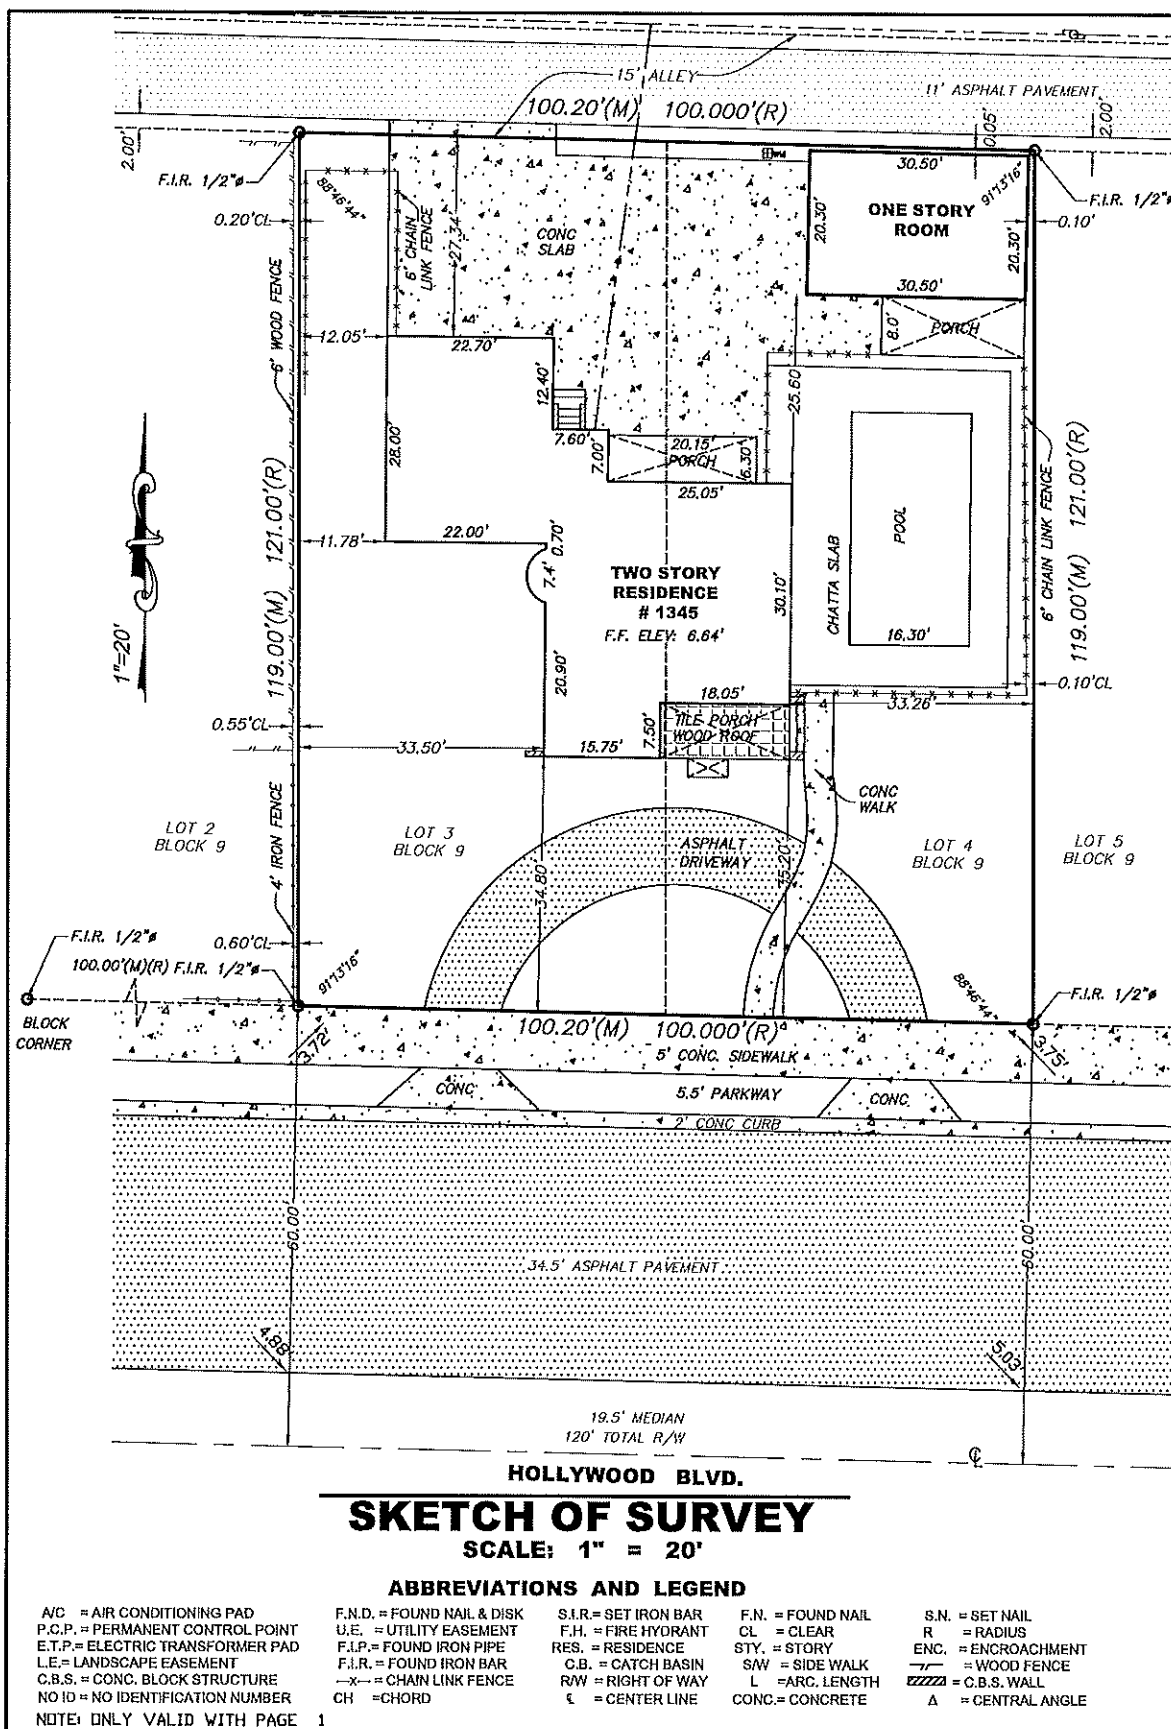 15' ALLEY
11' ASPHALT PAVEMENT
100.20'(M) 100.000'(R)
2.00'
0.05'
2.00'
F.I.R. 1/2"ø
88°46'44"
6' CHAIN
LINK FENCE
27.34'
CONC
SLAB
WM
30.50'
91°13'16"
F.I.R. 1/2"ø
0.20'CL
20.30'
ONE STORY
ROOM
20.30'
0.10'
30.50'
8.0'
PORCH
6' WOOD FENCE
12.05'
22.70'
12.40'
25.60'
28.00'
7.60'
7.00'
20.15'
PORCH
6.30'
25.05'
119.00'(M) 121.00'(R)
6' CHAIN LINK FENCE
119.00'(M) 121.00'(R)
1"=20'
11.78'
22.00'
0.70'
7.4'
TWO STORY
RESIDENCE
# 1345
F.F. ELEV: 6.64'
30.10'
CHATTA SLAB
POOL
16.30'
20.90'
0.10'CL
18.05'
33.26'
0.55'CL
33.50'
15.75'
7.50'
TILE PORCH
WOOD ROOF
CONC
WALK
LOT 2
BLOCK 9
4' IRON FENCE
LOT 3
BLOCK 9
34.80'
ASPHALT
DRIVEWAY
35.20'
LOT 4
BLOCK 9
LOT 5
BLOCK 9
F.I.R. 1/2"ø
0.60'CL
100.00'(M)(R) F.I.R. 1/2"ø
91°13'16"
88°46'44"
F.I.R. 1/2"ø
BLOCK
CORNER
100.20'(M) 100.000'(R)
3.72'
5' CONC. SIDEWALK
3.75'
CONC.
5.5' PARKWAY
CONC.
2' CONC CURB
60.00'
34.5' ASPHALT PAVEMENT
60.00'
4.88'
5.03'
19.5' MEDIAN
120' TOTAL R/W
℄
HOLLYWOOD BLVD.
SKETCH OF SURVEY
SCALE: 1" = 20'
ABBREVIATIONS AND LEGEND
A/C = AIR CONDITIONING PAD F.N.D. = FOUND NAIL & DISK S.I.R.= SET IRON BAR F.N. = FOUND NAIL S.N. = SET NAIL
P.C.P. = PERMANENT CONTROL POINT U.E. = UTILITY EASEMENT F.H. = FIRE HYDRANT CL = CLEAR R = RADIUS
E.T.P.= ELECTRIC TRANSFORMER PAD F.I.P.= FOUND IRON PIPE RES. = RESIDENCE STY. = STORY ENC. = ENCROACHMENT
L.E.= LANDSCAPE EASEMENT F.I.R.= FOUND IRON BAR C.B. = CATCH BASIN S/W = SIDE WALK = WOOD FENCE
C.B.S. = CONC. BLOCK STRUCTURE —x— = CHAIN LINK FENCE R/W = RIGHT OF WAY L =ARC. LENGTH = C.B.S. WALL
NO ID = NO IDENTIFICATION NUMBER CH =CHORD ℄ = CENTER LINE CONC.= CONCRETE Δ = CENTRAL ANGLE
NOTE: ONLY VALID WITH PAGE 1